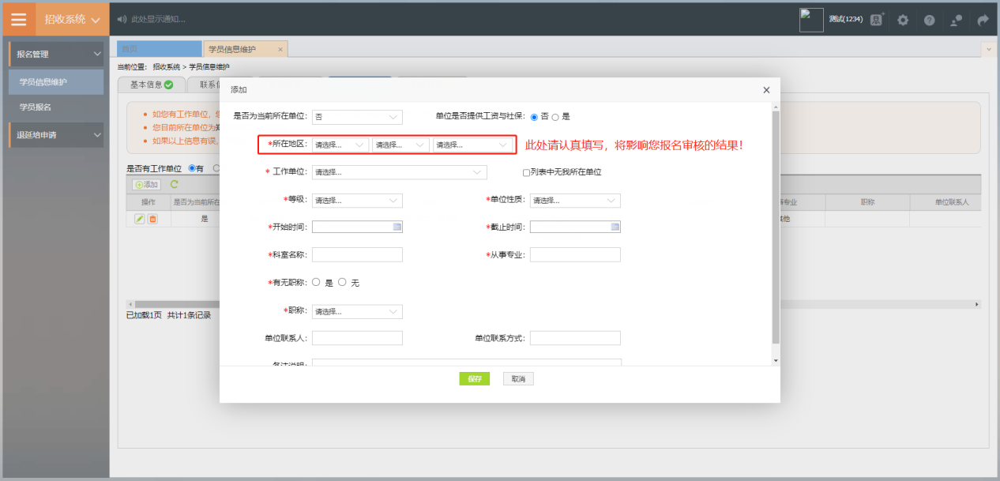 招收系统
此处显示通知...
测试(1234)
报名管理
学员信息维护
学员报名
退延培申请
首页
学员信息维护
当前位置： 招收系统 > 学员信息维护
基本信息
联系
如您有工作单位，
您目前所在单位为
如果以上信息有误，
是否有工作单位 有
添加
操作
是否为当前所在
专业
职称
单位联系人
是
其他
已加载1页 共计1条记录
添加
是否为当前所在单位： 否
单位是否提供工资与社保： 否 是
*所在地区： 请选择... 请选择... 请选择...
此处请认真填写，将影响您报名审核的结果！
* 工作单位： 请选择...
列表中无我所在单位
*等级： 请选择...
*单位性质： 请选择...
*开始时间：
*截止时间：
*科室名称：
*从事专业：
*有无职称： 是 无
*职称： 请选择...
单位联系人：
单位联系方式：
备注说明：
保存
取消